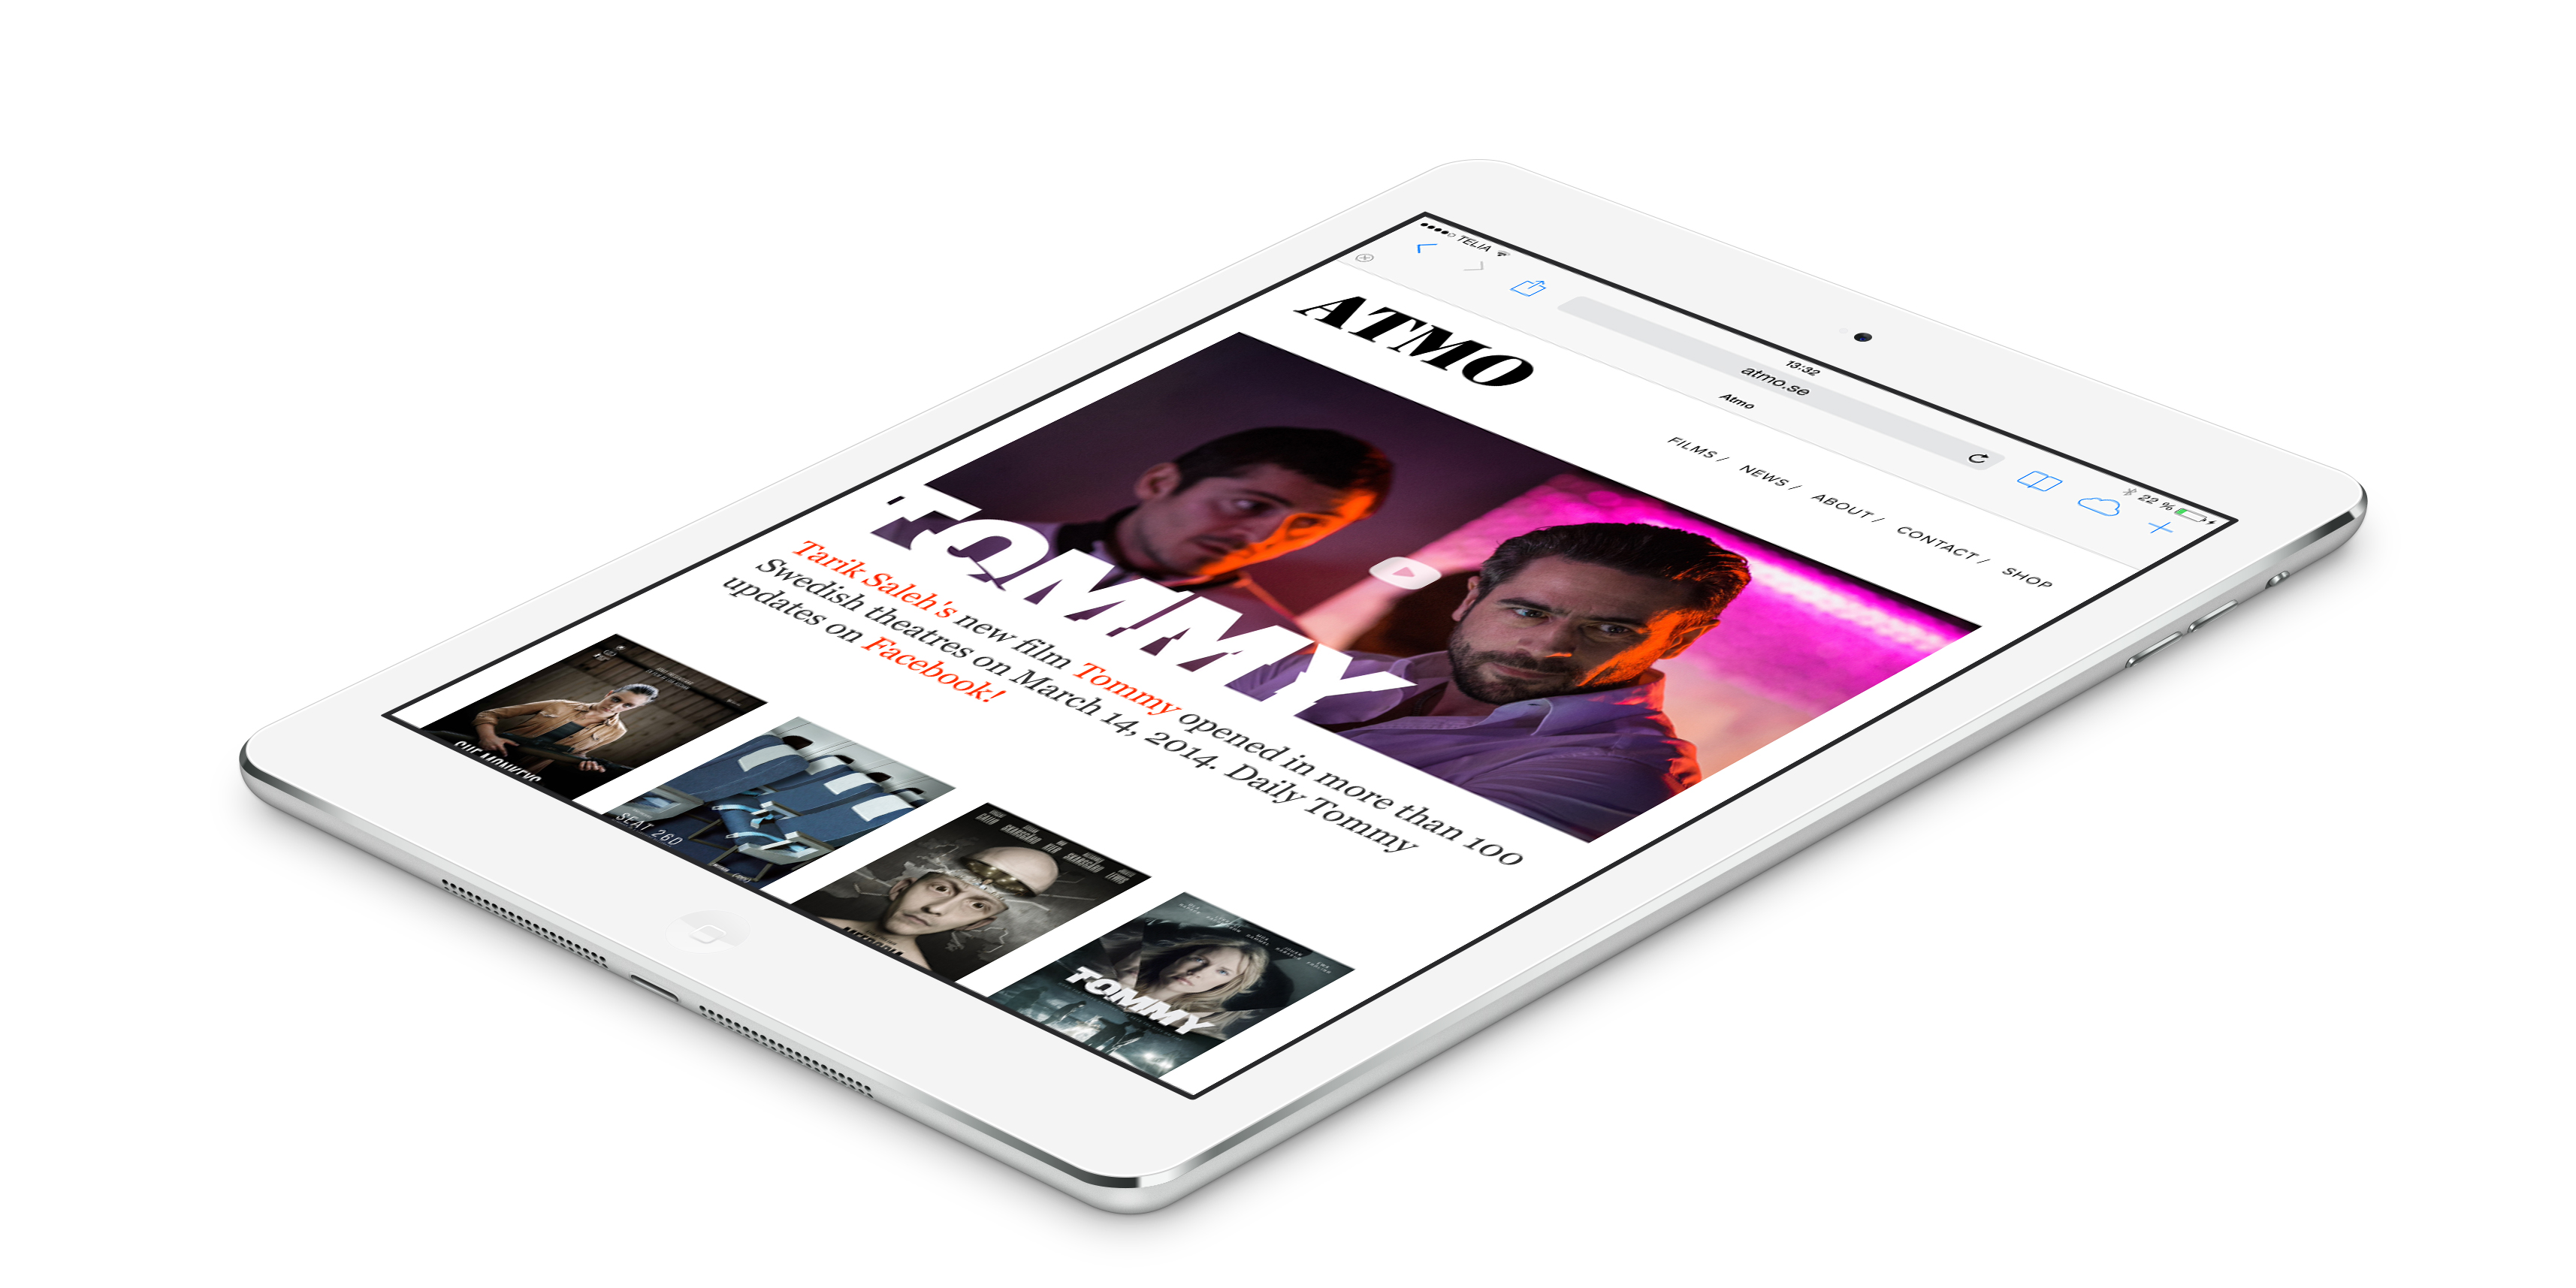 TELIA
13:32
22 %
atmo.se
Atmo
ATMO
FILMS / NEWS / ABOUT / CONTACT / SHOP
TOMMY
Tarik Saleh's new film Tommy opened in more than 100
Swedish theatres on March 14, 2014. Daily Tommy
updates on Facebook!
SEAT 26D
TOMMY